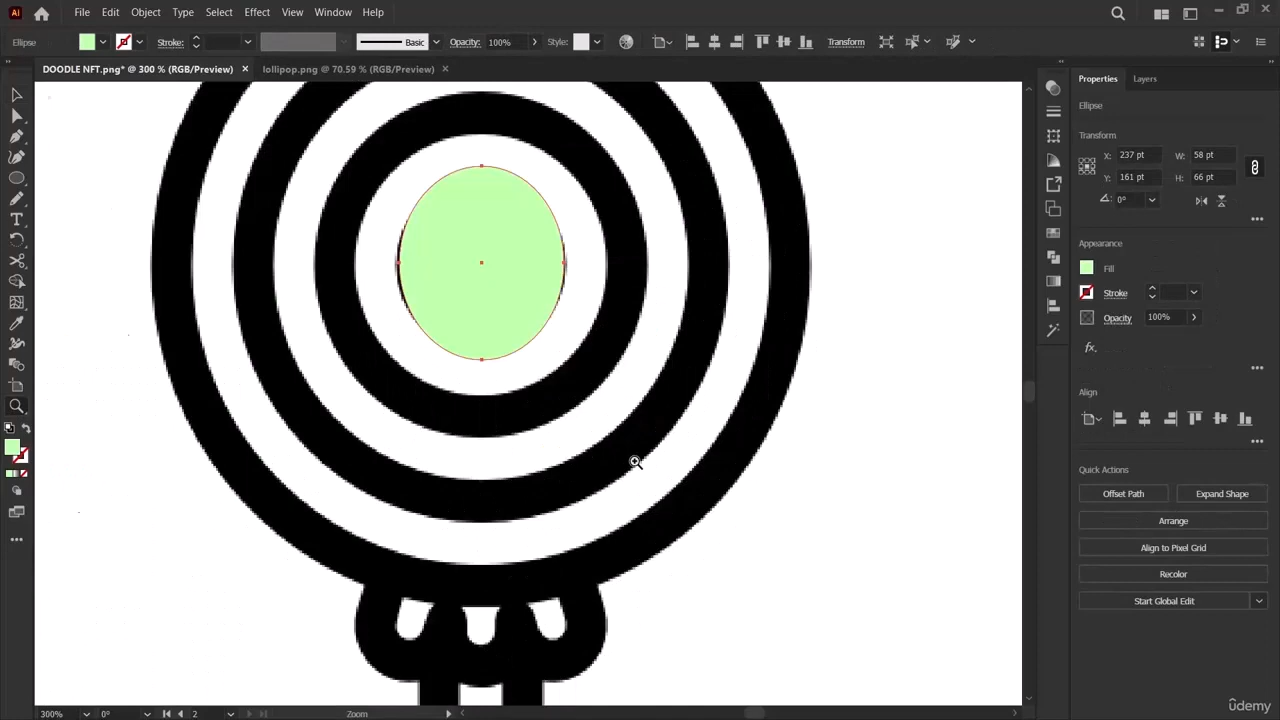 Ai File Edit Object Type Select Effect View Window Help
Ellipse Stroke: Basic Opacity: 100% Style: Transform
DOODLE NFT.png* @ 300 % (RGB/Preview) × lollipop.png @ 70.59 % (RGB/Preview) ×
Properties Layers
Ellipse
Transform
X: 237 pt W: 58 pt
Y: 161 pt H: 66 pt
0°
Appearance
Fill
Stroke
Opacity 100%
fx.
Align
Quick Actions
Offset Path Expand Shape
Arrange
Align to Pixel Grid
Recolor
Start Global Edit
300% 0° 2 Zoom
ûdemy